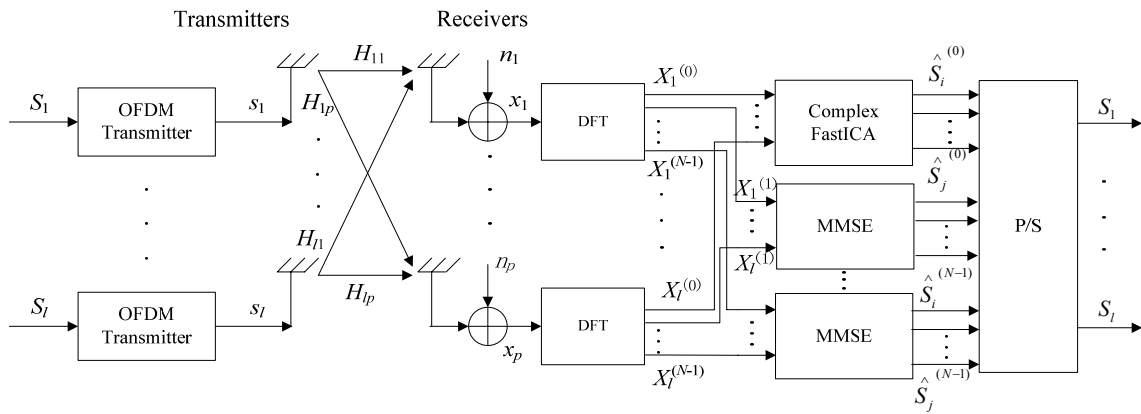 Transmitters
Receivers
S₁
OFDM
Transmitter
s₁
H₁₁
H₁ₚ
n₁
x₁
DFT
X₁⁽⁰⁾
X₁⁽ᴺ⁻¹⁾
Complex
FastICA
Ŝᵢ⁽⁰⁾
Ŝⱼ⁽⁰⁾
P/S
S₁
X₁⁽¹⁾
Xₗ⁽¹⁾
MMSE
Hₗ₁
Hₗₚ
Sₗ
OFDM
Transmitter
sₗ
nₚ
xₚ
DFT
Xₗ⁽⁰⁾
Xₗ⁽ᴺ⁻¹⁾
MMSE
Ŝᵢ⁽ᴺ⁻¹⁾
Ŝⱼ⁽ᴺ⁻¹⁾
Sₗ